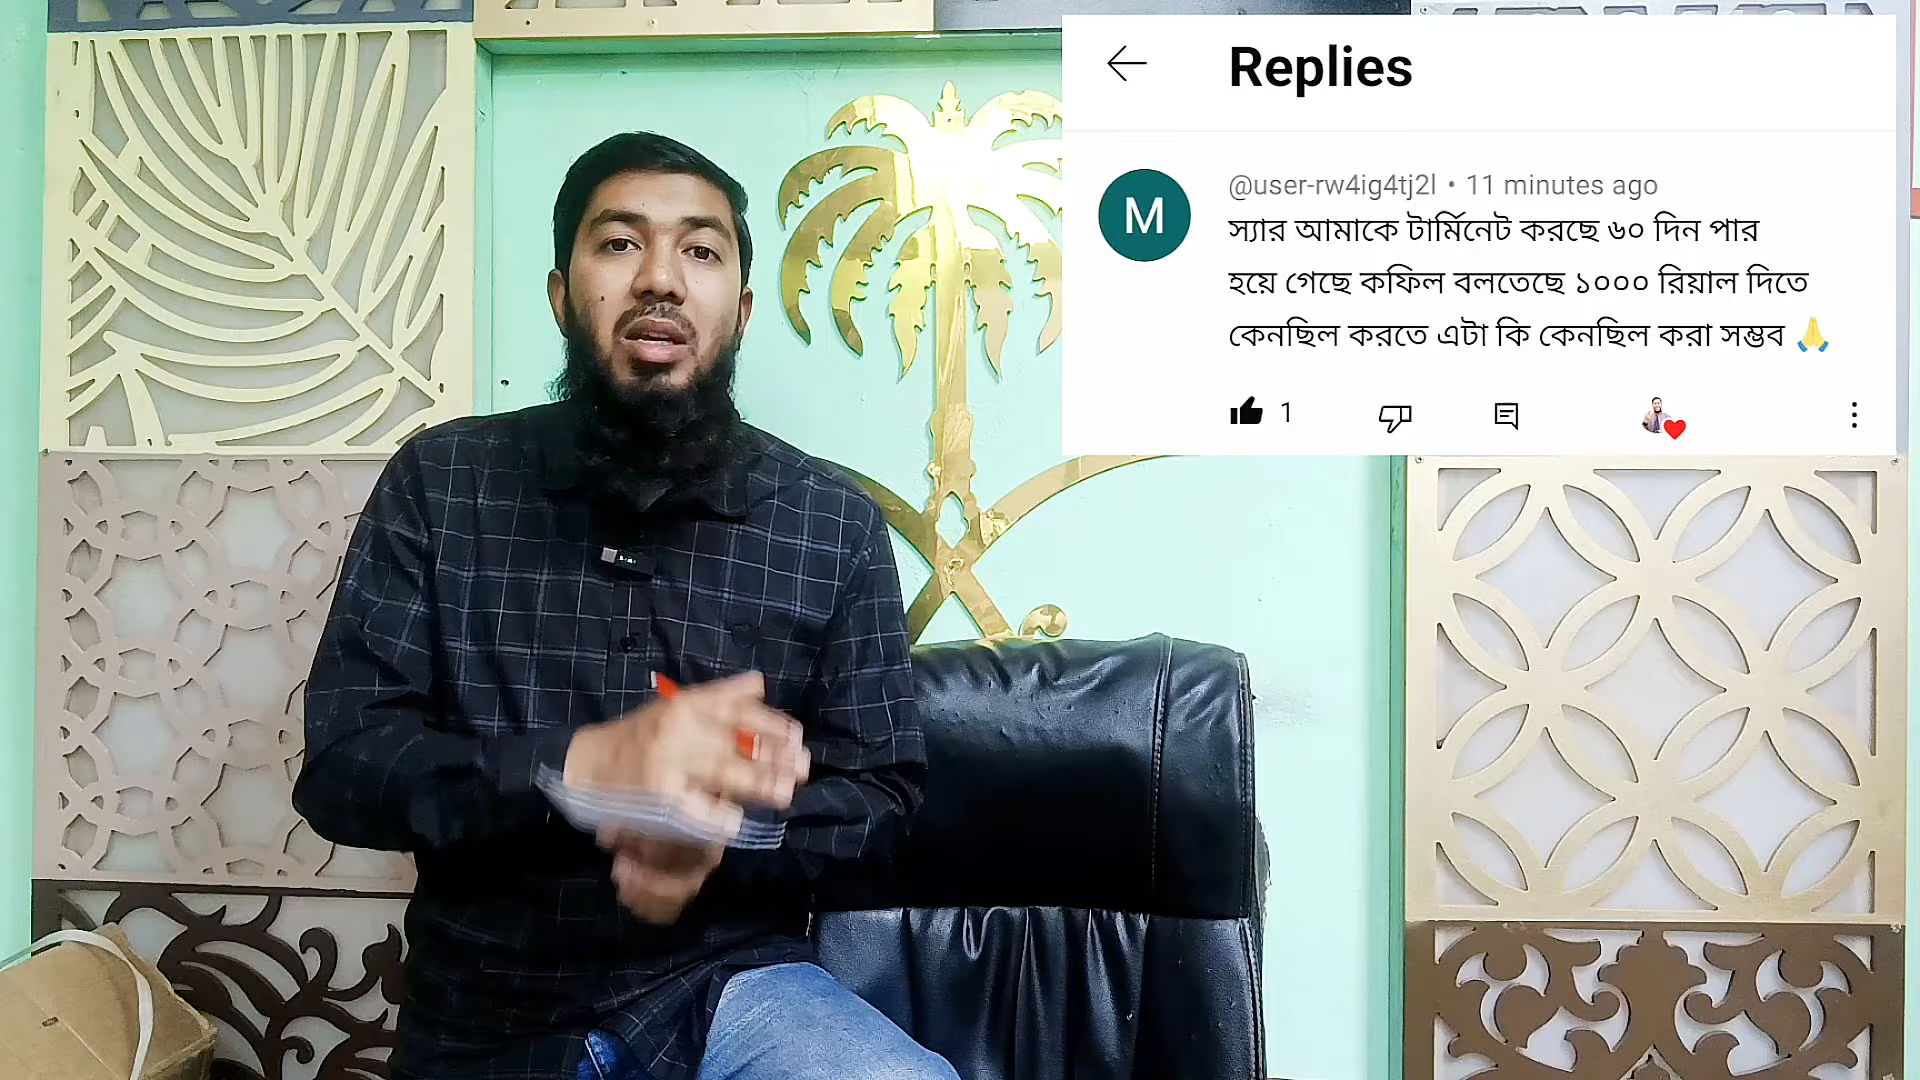 Replies
M
@user-rw4ig4tj2l • 11 minutes ago
স্যার আমাকে টার্মিনেট করছে ৬০ দিন পার
হয়ে গেছে কফিল বলতেছে ১০০০ রিয়াল দিতে
কেনছিল করতে এটা কি কেনছিল করা সম্ভব 🙏
1